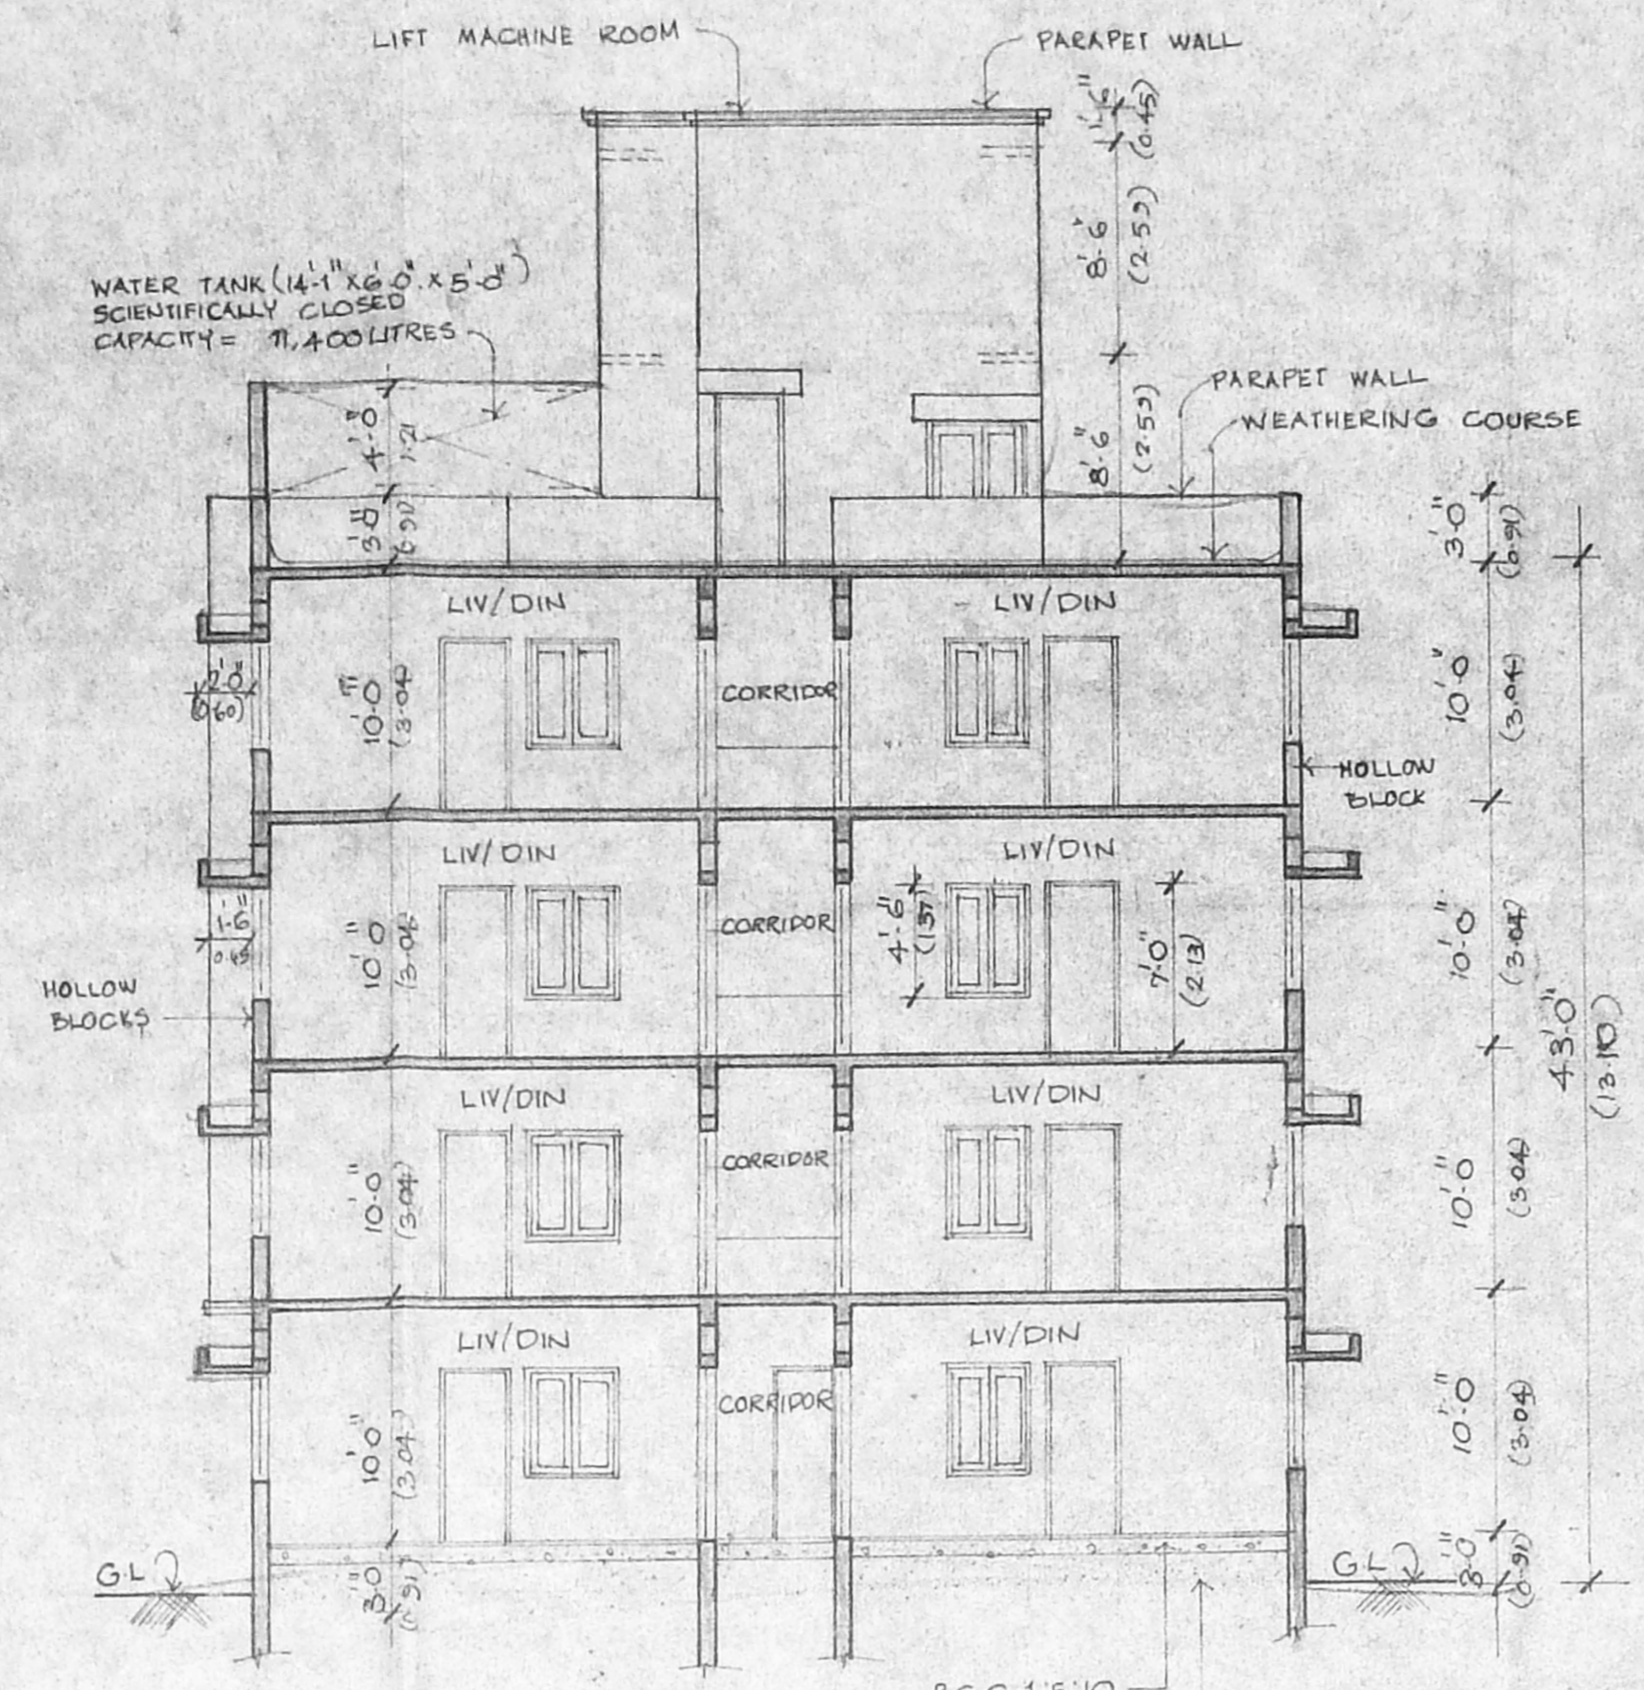 LIFT MACHINE ROOM
PARAPET WALL
1'-6"
(0.45)
8'-6"
(2.59)
WATER TANK (14'-1" X 6'-0" X 5'-0")
SCIENTIFICALLY CLOSED
CAPACITY = 11,400 LITRES
PARAPET WALL
WEATHERING COURSE
4'-0"
1.21
8'-6"
(2.59)
3'-0"
0.91
3'-0"
(0.91)
LIV/DIN
LIV/DIN
2'-0"
(0.60)
10'-0"
(3.04)
CORRIDOR
10'-0"
(3.04)
HOLLOW
BLOCK
LIV/DIN
LIV/DIN
1'-6"
0.45
10'-0"
(3.04)
CORRIDOR
4'-6"
(1.37)
7'-0"
(2.13)
10'-0"
(3.04)
HOLLOW
BLOCKS
43'-0"
(13.10)
LIV/DIN
LIV/DIN
10'-0"
(3.04)
CORRIDOR
10'-0"
(3.04)
LIV/DIN
LIV/DIN
10'-0"
(3.04)
CORRIDOR
10'-0"
(3.04)
G.L
3'-0"
(0.91)
G.L
3'-0"
(0.91)